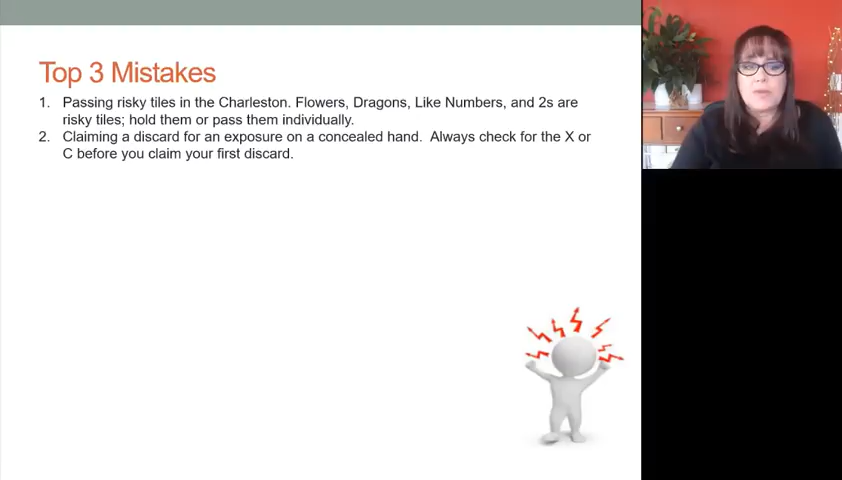 Top 3 Mistakes
1. Passing risky tiles in the Charleston. Flowers, Dragons, Like Numbers, and 2s are
risky tiles; hold them or pass them individually.
2. Claiming a discard for an exposure on a concealed hand.  Always check for the X or
C before you claim your first discard.